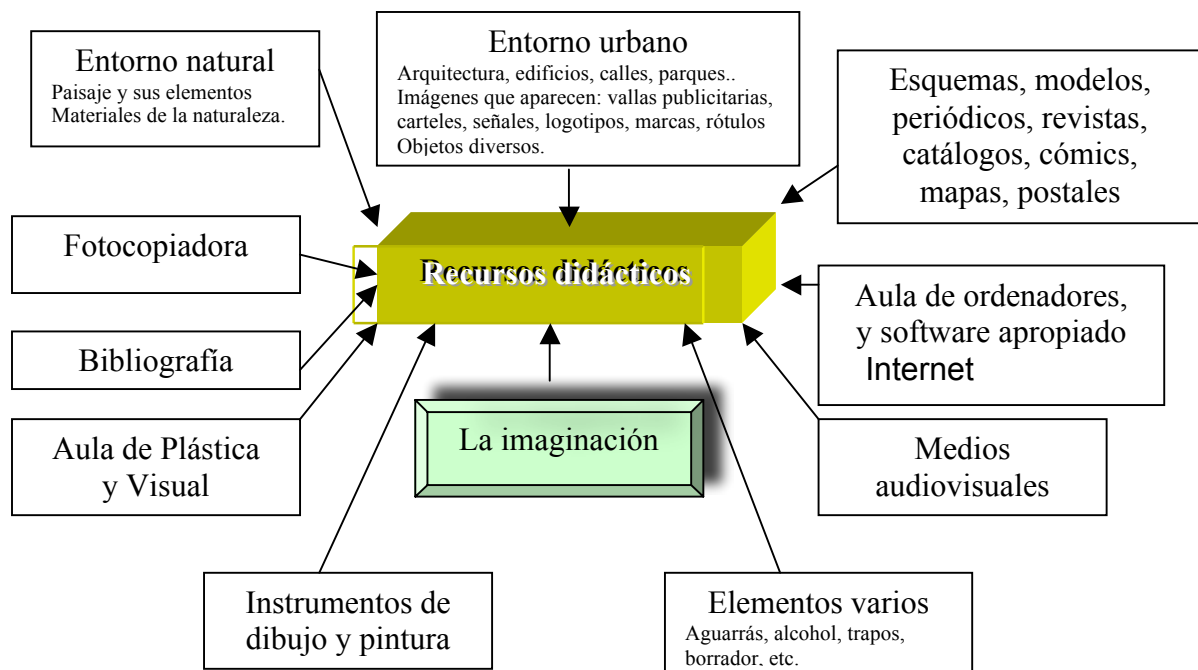 Entorno natural
Paisaje y sus elementos
Materiales de la naturaleza.
Entorno urbano
Arquitectura, edificios, calles, parques..
Imágenes que aparecen: vallas publicitarias,
carteles, señales, logotipos, marcas, rótulos
Objetos diversos.
Esquemas, modelos,
periódicos, revistas,
catálogos, cómics,
mapas, postales
Fotocopiadora
Recursos didácticos
Aula de ordenadores,
y software apropiado
Internet
Bibliografía
La imaginación
Aula de Plástica
y Visual
Medios
audiovisuales
Instrumentos de
dibujo y pintura
Elementos varios
Aguarrás, alcohol, trapos,
borrador, etc.